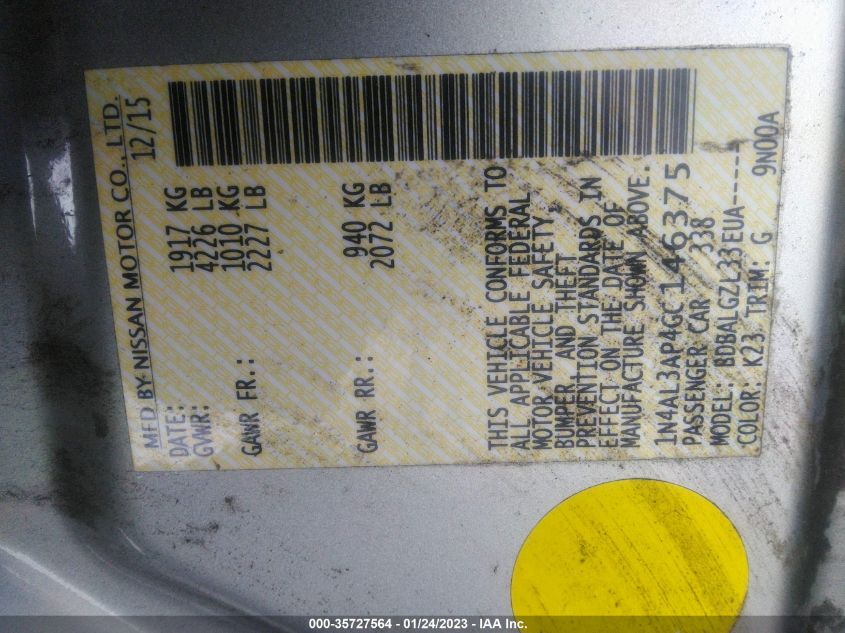 MFD BY NISSAN MOTOR CO., LTD.
DATE: 12/15
GVWR: 1917 KG
4226 LB
GAWR FR.: 1010 KG
2227 LB
GAWR RR.: 940 KG
2072 LB
THIS VEHICLE CONFORMS TO
ALL APPLICABLE FEDERAL
MOTOR VEHICLE SAFETY,
BUMPER, AND THEFT
PREVENTION STANDARDS IN
EFFECT ON THE DATE OF
MANUFACTURE SHOWN ABOVE.
1N4AL3AP4GC146375
PASSENGER CAR 338
MODEL: BDBALGZL33EUA-----
COLOR: K23 TRIM: G 9N00A
000-35727564 - 01/24/2023 - IAA Inc.